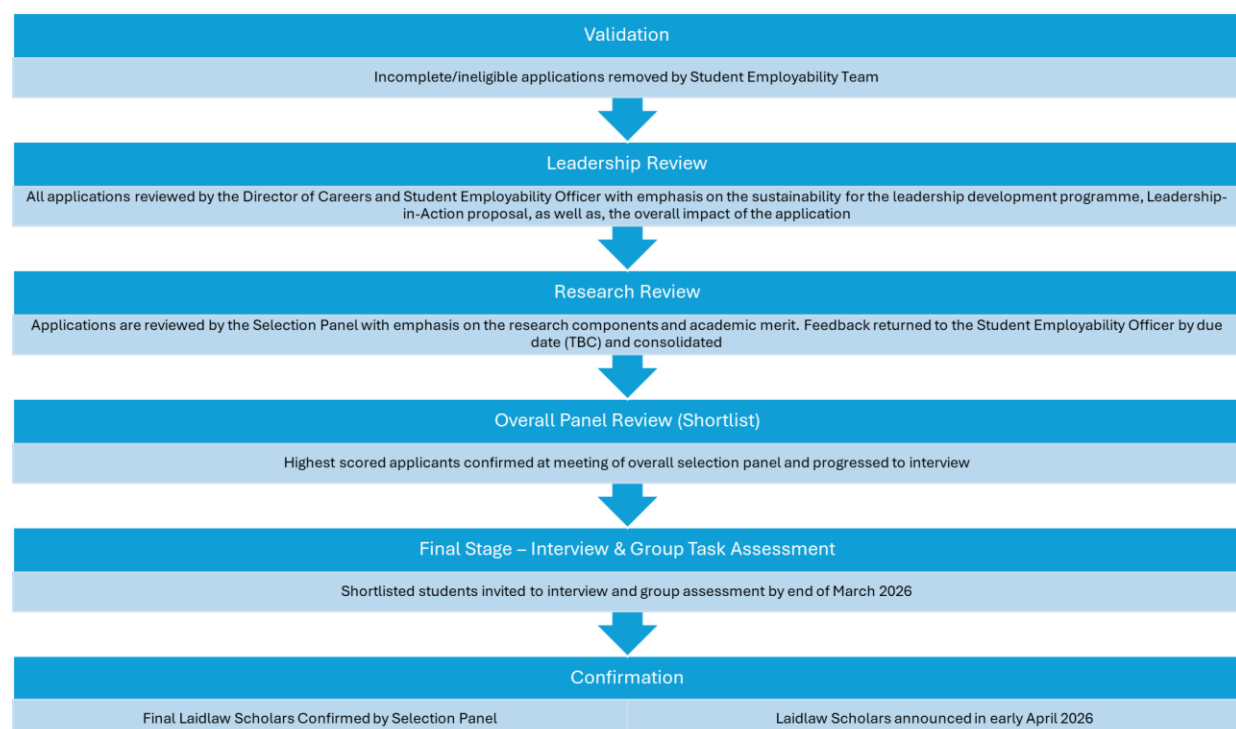 Validation
Incomplete/ineligible applications removed by Student Employability Team
Leadership Review
All applications reviewed by the Director of Careers and Student Employability Officer with emphasis on the sustainability for the leadership development programme, Leadership-
in-Action proposal, as well as, the overall impact of the application
Research Review
Applications are reviewed by the Selection Panel with emphasis on the research components and academic merit. Feedback returned to the Student Employability Officer by due
date (TBC) and consolidated
Overall Panel Review (Shortlist)
Highest scored applicants confirmed at meeting of overall selection panel and progressed to interview
Final Stage – Interview & Group Task Assessment
Shortlisted students invited to interview and group assessment by end of March 2026
Confirmation
Final Laidlaw Scholars Confirmed by Selection Panel
Laidlaw Scholars announced in early April 2026